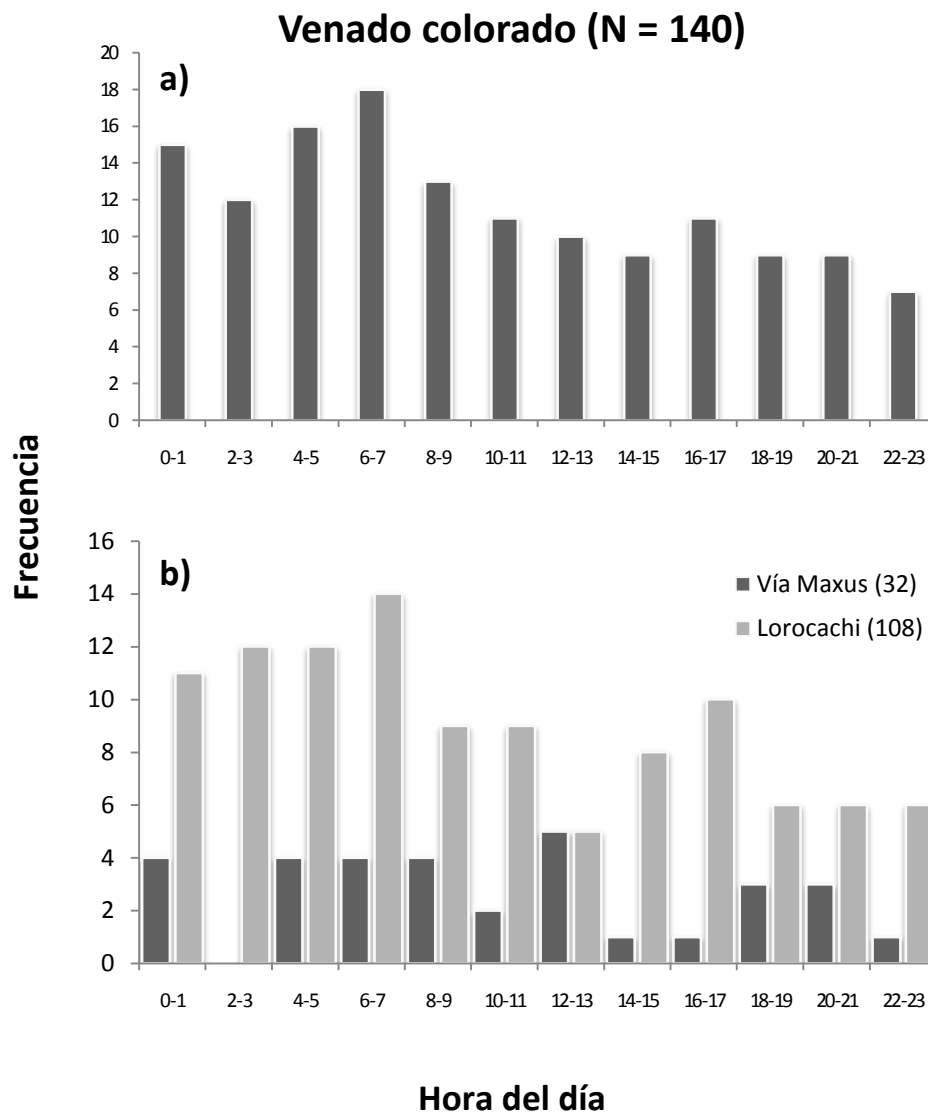 Venado colorado (N = 140)
a)
20
18
16
14
12
10
8
6
4
2
0
0-1 2-3 4-5 6-7 8-9 10-11 12-13 14-15 16-17 18-19 20-21 22-23
Frecuencia
b)
16
14
12
10
8
6
4
2
0
Vía Maxus (32)
Lorocachi (108)
0-1 2-3 4-5 6-7 8-9 10-11 12-13 14-15 16-17 18-19 20-21 22-23
Hora del día